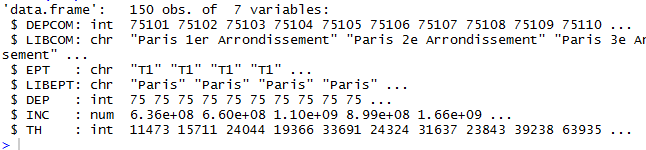 'data.frame':   150 obs. of  7 variables:
 $ DEPCOM: int  75101 75102 75103 75104 75105 75106 75107 75108 75109 75110 ...
 $ LIBCOM: chr  "Paris 1er Arrondissement" "Paris 2e Arrondissement" "Paris 3e Ar
sement" ...
 $ EPT   : chr  "T1" "T1" "T1" "T1" ...
 $ LIBEPT: chr  "Paris" "Paris" "Paris" "Paris" ...
 $ DEP   : int  75 75 75 75 75 75 75 75 75 75 ...
 $ INC   : num  6.36e+08 6.60e+08 1.10e+09 8.99e+08 1.66e+09 ...
 $ TH    : int  11473 15711 24044 19366 33691 24324 31637 23843 39238 63935 ...
>